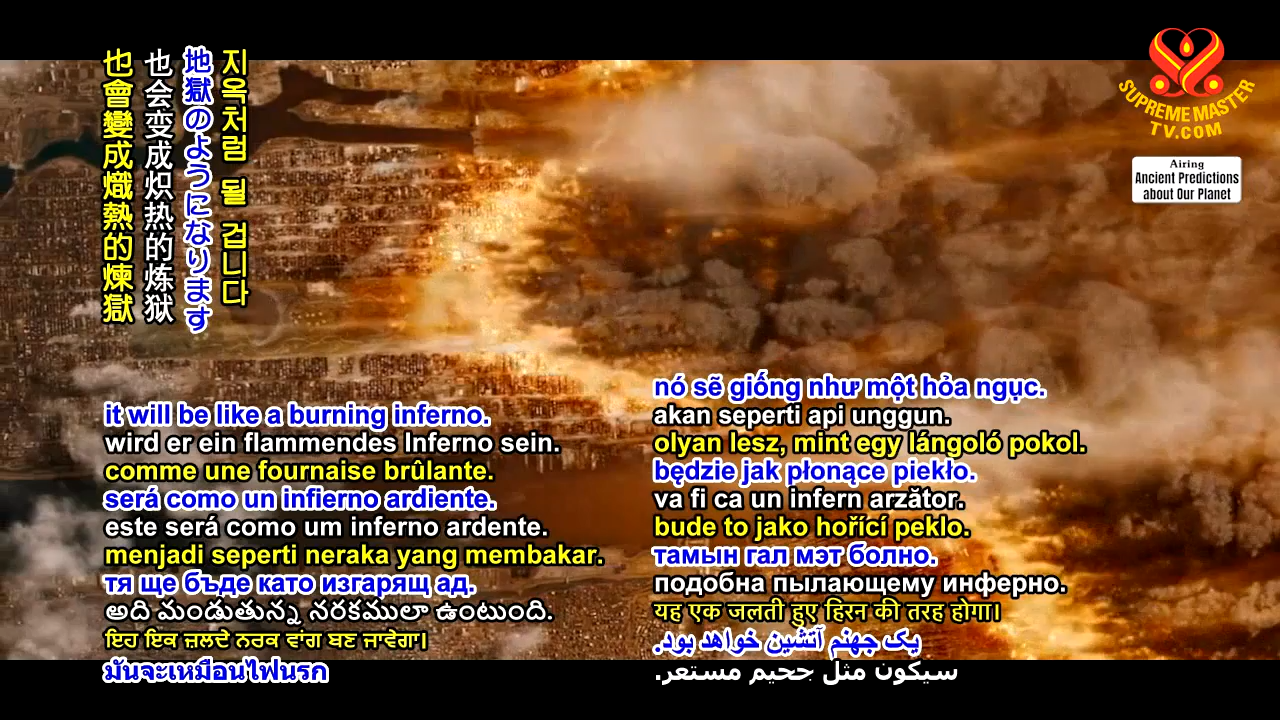 지옥처럼 될 겁니다
地獄のようになります
也会变成炽热的炼狱
也會變成熾熱的煉獄
SUPREME MASTER
TV.COM
Airing
Ancient Predictions
about Our Planet
it will be like a burning inferno.
wird er ein flammendes Inferno sein.
comme une fournaise brûlante.
será como un infierno ardiente.
este será como um inferno ardente.
menjadi seperti neraka yang membakar.
тя ще бъде като изгарящ ад.
అది మండుతున్న నరకములా ఉంటుంది.
ਇਹ ਇਕ ਜ਼ਲਦੇ ਨਰਕ ਵਾਂਗ ਬਣ ਜਾਵੇਗਾ।
มันจะเหมือนไฟนรก
nó sẽ giống như một hỏa ngục.
akan seperti api unggun.
olyan lesz, mint egy lángoló pokol.
będzie jak płonące piekło.
va fi ca un infern arzător.
bude to jako hořící peklo.
тамын гал мэт болно.
подобна пылающему инферно.
यह एक जलती हुए हिरन की तरह होगा।
یک جهنم آتشین خواهد بود.
سيكون مثل جحيم مستعر.